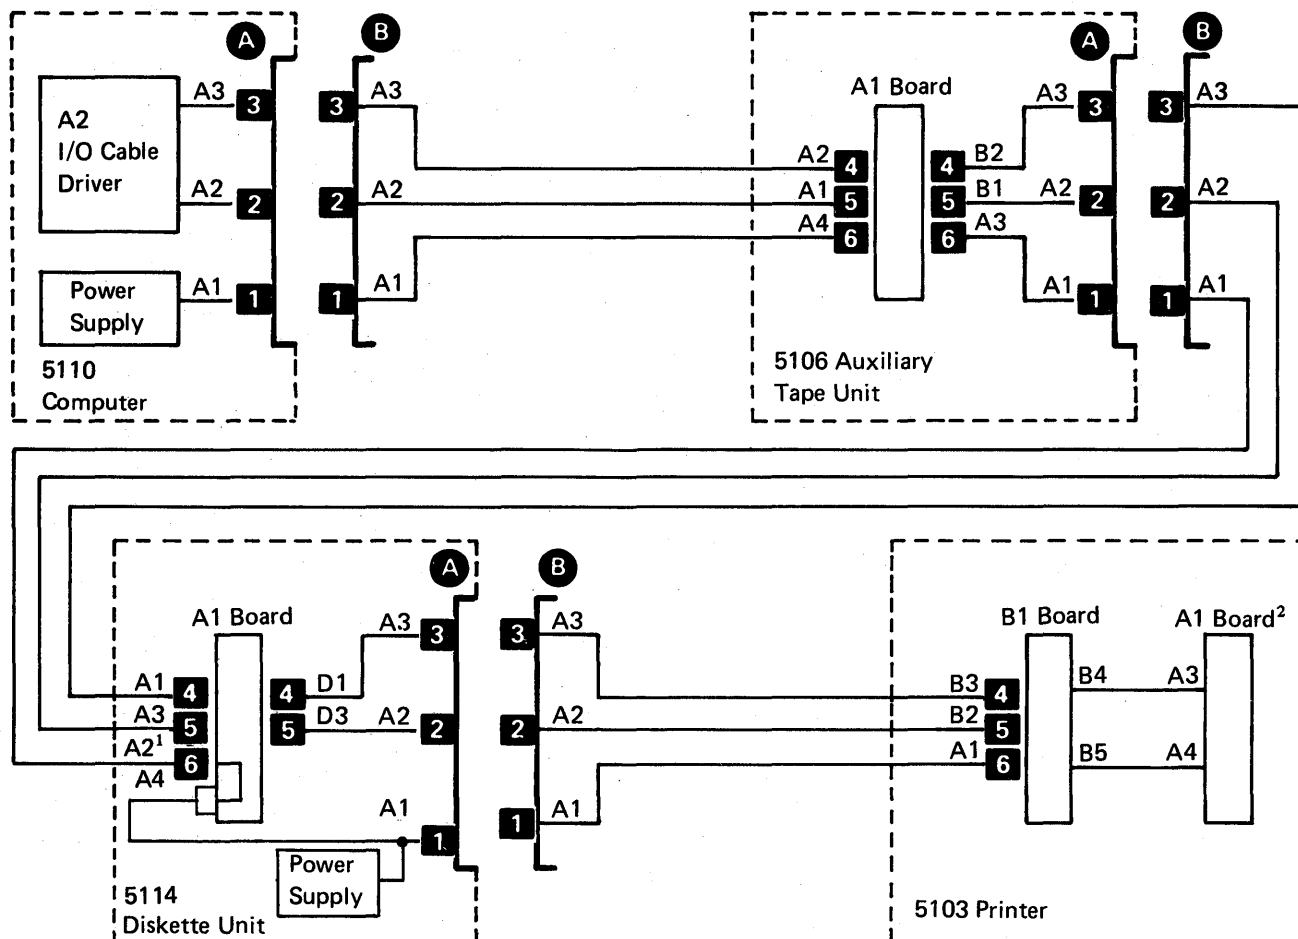 A
B
A
B
A3
3
3
A3
A1 Board
A3
3
3
A3
A2
I/O Cable
Driver
A2
4
4
B2
A2
2
2
A2
A1
5
5
B1
A2
2
2
A2
A4
6
6
A3
Power
Supply
A1
1
1
A1
A1
1
1
A1
5110
Computer
5106 Auxiliary
Tape Unit
A
B
A1 Board
A3
3
3
A3
B1 Board
A1 Board²
A1
4
4
D1
B3
4
B4
A3
A3
5
5
D3
A2
2
2
A2
B2
5
A2¹
6
A1
6
B5
A4
A4
A1
1
1
A1
Power
Supply
5114
Diskette Unit
5103 Printer